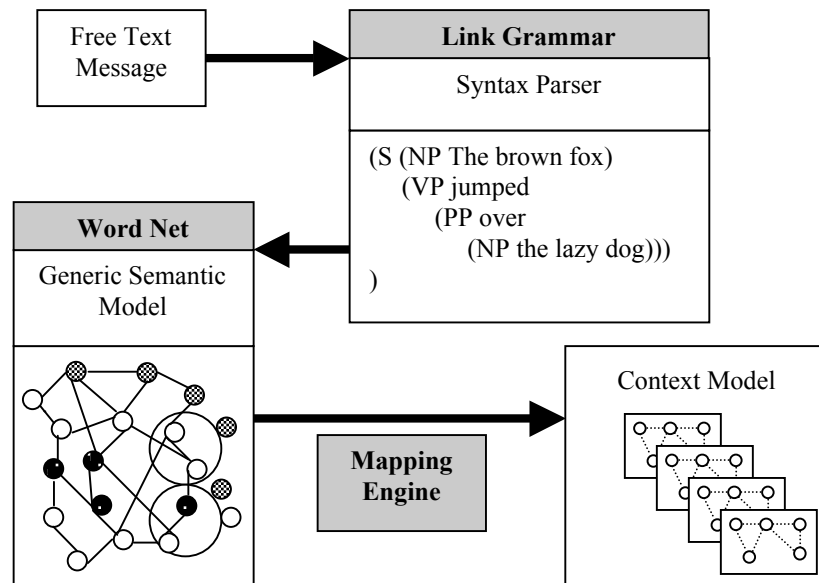 Free Text
Message
Link Grammar
Syntax Parser
(S (NP The brown fox)
(VP jumped
(PP over
(NP the lazy dog)))
)
Word Net
Generic Semantic
Model
Mapping
Engine
Context Model